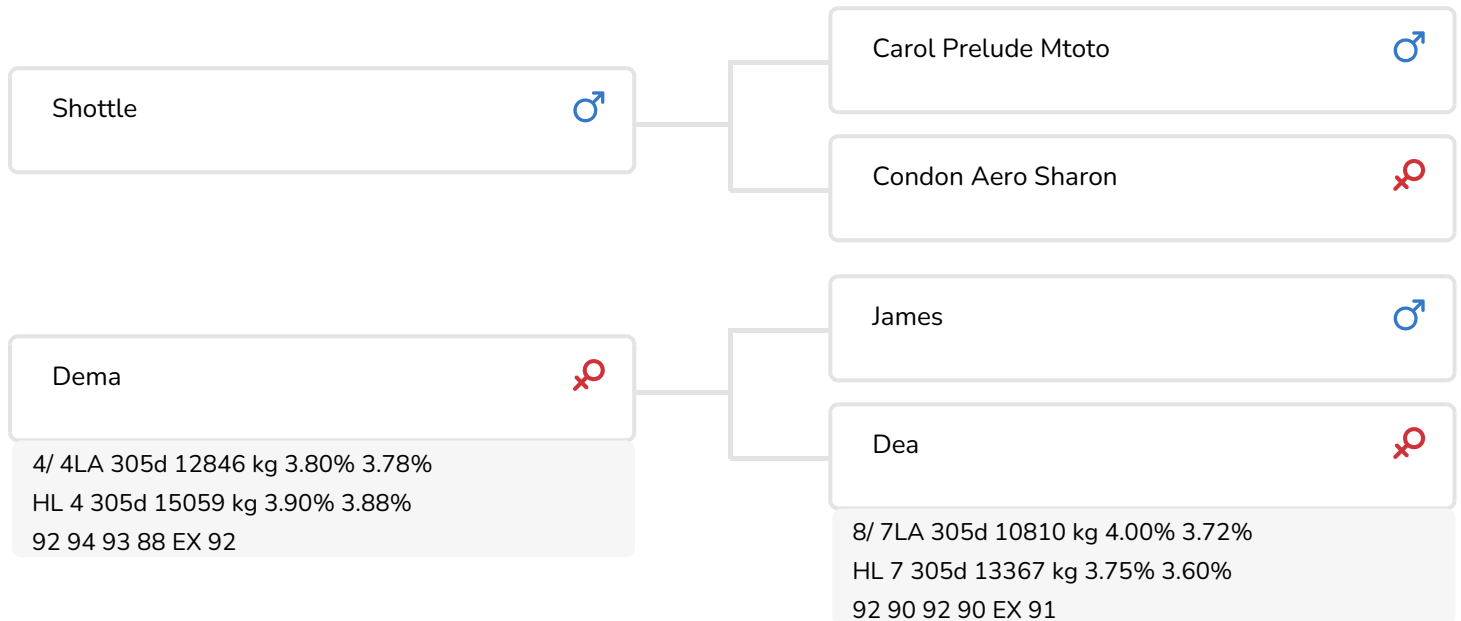 Shottle
Carol Prelude Mtoto
Condon Aero Sharon
Dema
4/ 4LA 305d 12846 kg 3.80% 3.78%
HL 4 305d 15059 kg 3.90% 3.88%
92 94 93 88 EX 92
James
Dea
8/ 7LA 305d 10810 kg 4.00% 3.72%
HL 7 305d 13367 kg 3.75% 3.60%
92 90 92 90 EX 91